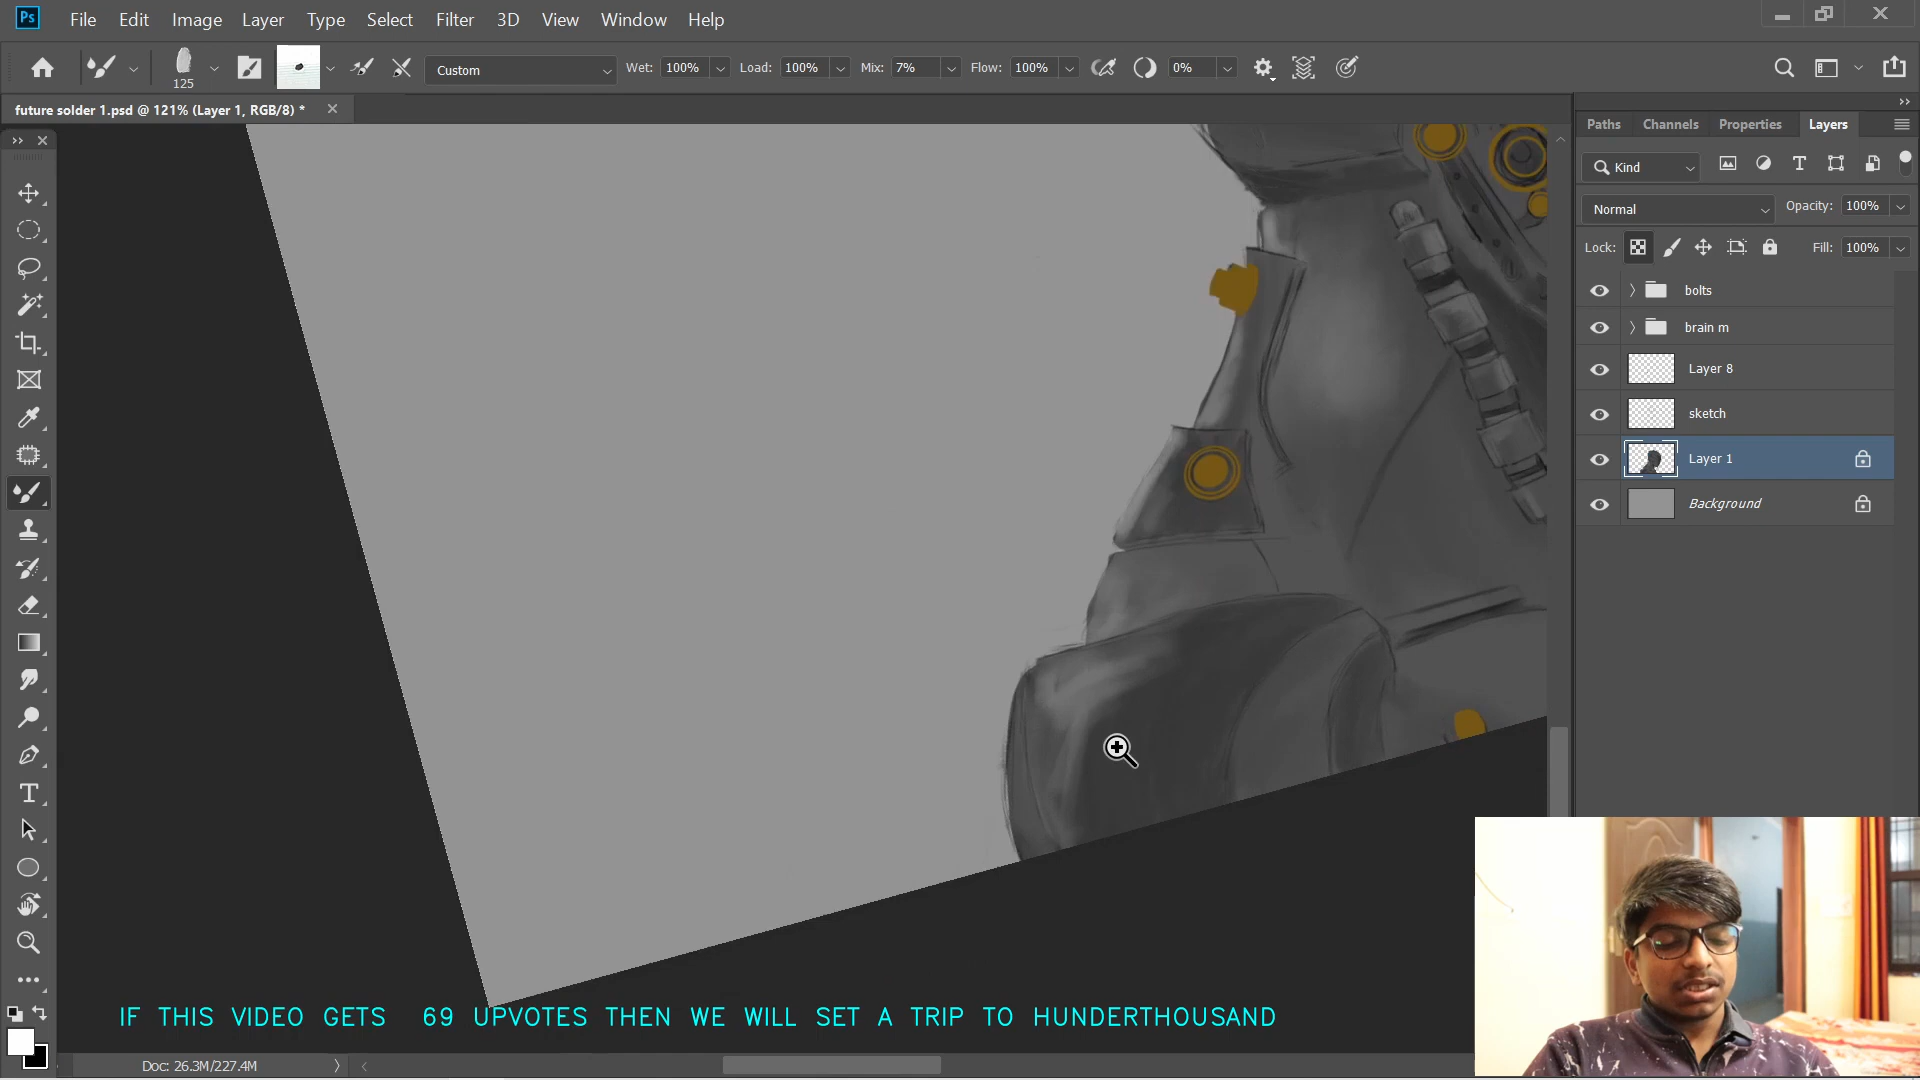 Ps File Edit Image Layer Type Select Filter 3D View Window Help
125 Custom Wet: 100% Load: 100% Mix: 7% Flow: 100% 0%
future solder 1.psd @ 121% (Layer 1, RGB/8) *
Paths Channels Properties Layers
Kind
Normal Opacity: 100%
Lock: Fill: 100%
bolts
brain m
Layer 8
sketch
Layer 1
Background
IF THIS VIDEO GETS 69 UPVOTES THEN WE WILL SET A TRIP TO HUNDERTHOUSAND
Doc: 26.3M/227.4M